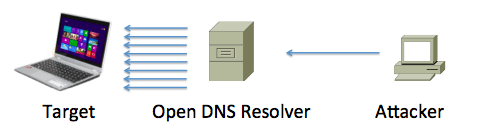 Target
Open DNS Resolver
Attacker